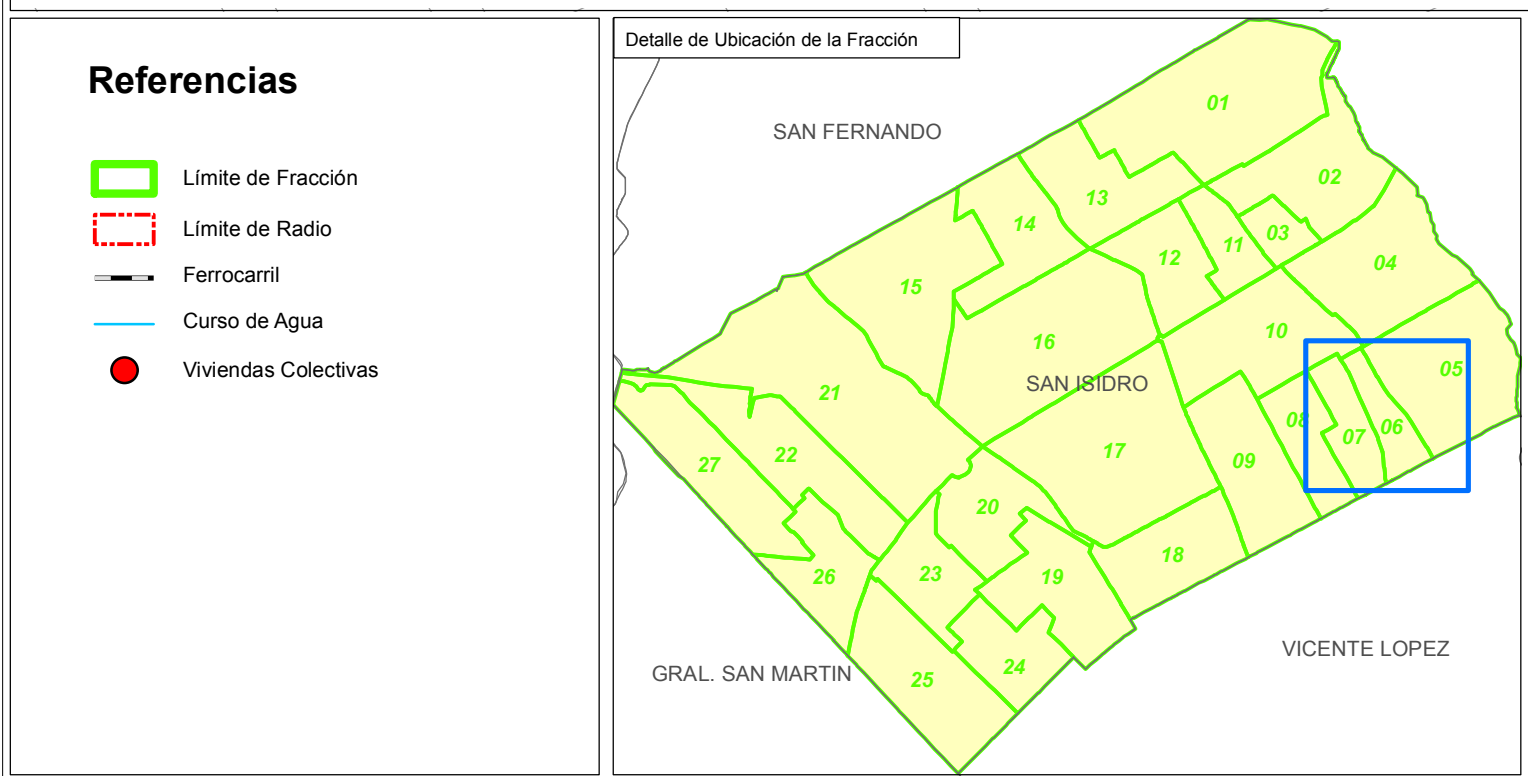 Referencias
Límite de Fracción
Límite de Radio
Ferrocarril
Curso de Agua
Viviendas Colectivas
Detalle de Ubicación de la Fracción
01
SAN FERNANDO
02
13
14
03
11
12
04
15
10
16
05
SAN ISIDRO
21
08
06
07
17
22
09
27
20
18
23
26
19
VICENTE LOPEZ
24
GRAL. SAN MARTIN
25